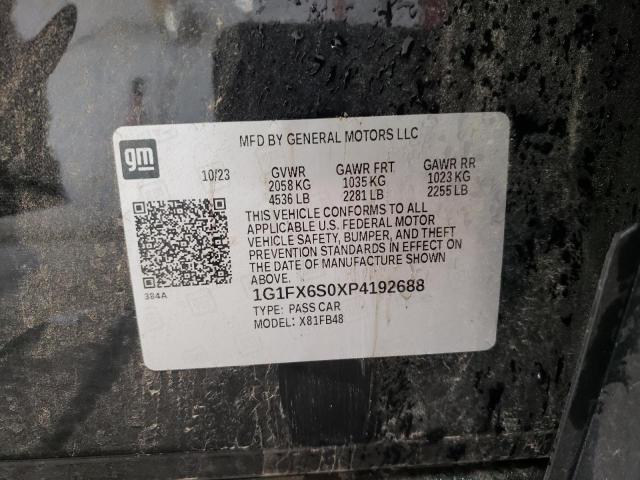 gm
MFD BY GENERAL MOTORS LLC
10/23 GVWR GAWR FRT GAWR RR
2058 KG 1035 KG 1023 KG
4536 LB 2281 LB 2255 LB
THIS VEHICLE CONFORMS TO ALL
APPLICABLE U.S. FEDERAL MOTOR
VEHICLE SAFETY, BUMPER, AND THEFT
PREVENTION STANDARDS IN EFFECT ON
THE DATE OF MANUFACTURE SHOWN
ABOVE.
384A
1G1FX6S0XP4192688
TYPE: PASS CAR
MODEL: X81FB48